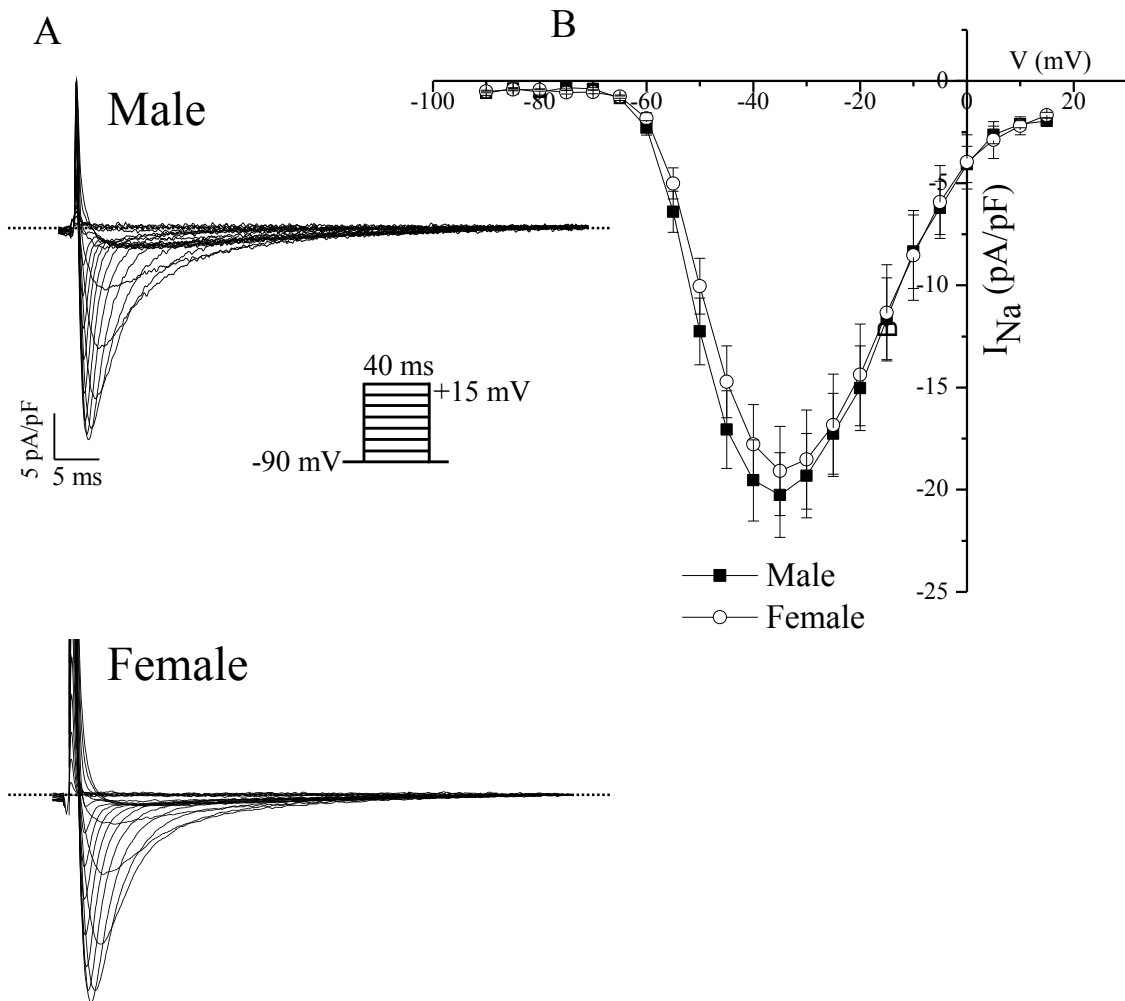 A
Male
40 ms
+15 mV
-90 mV
5 pA/pF
5 ms
Female
B
V (mV)
-100
-80
-60
-40
-20
0
20
0
-5
-10
-15
-20
-25
I_Na (pA/pF)
Male
Female